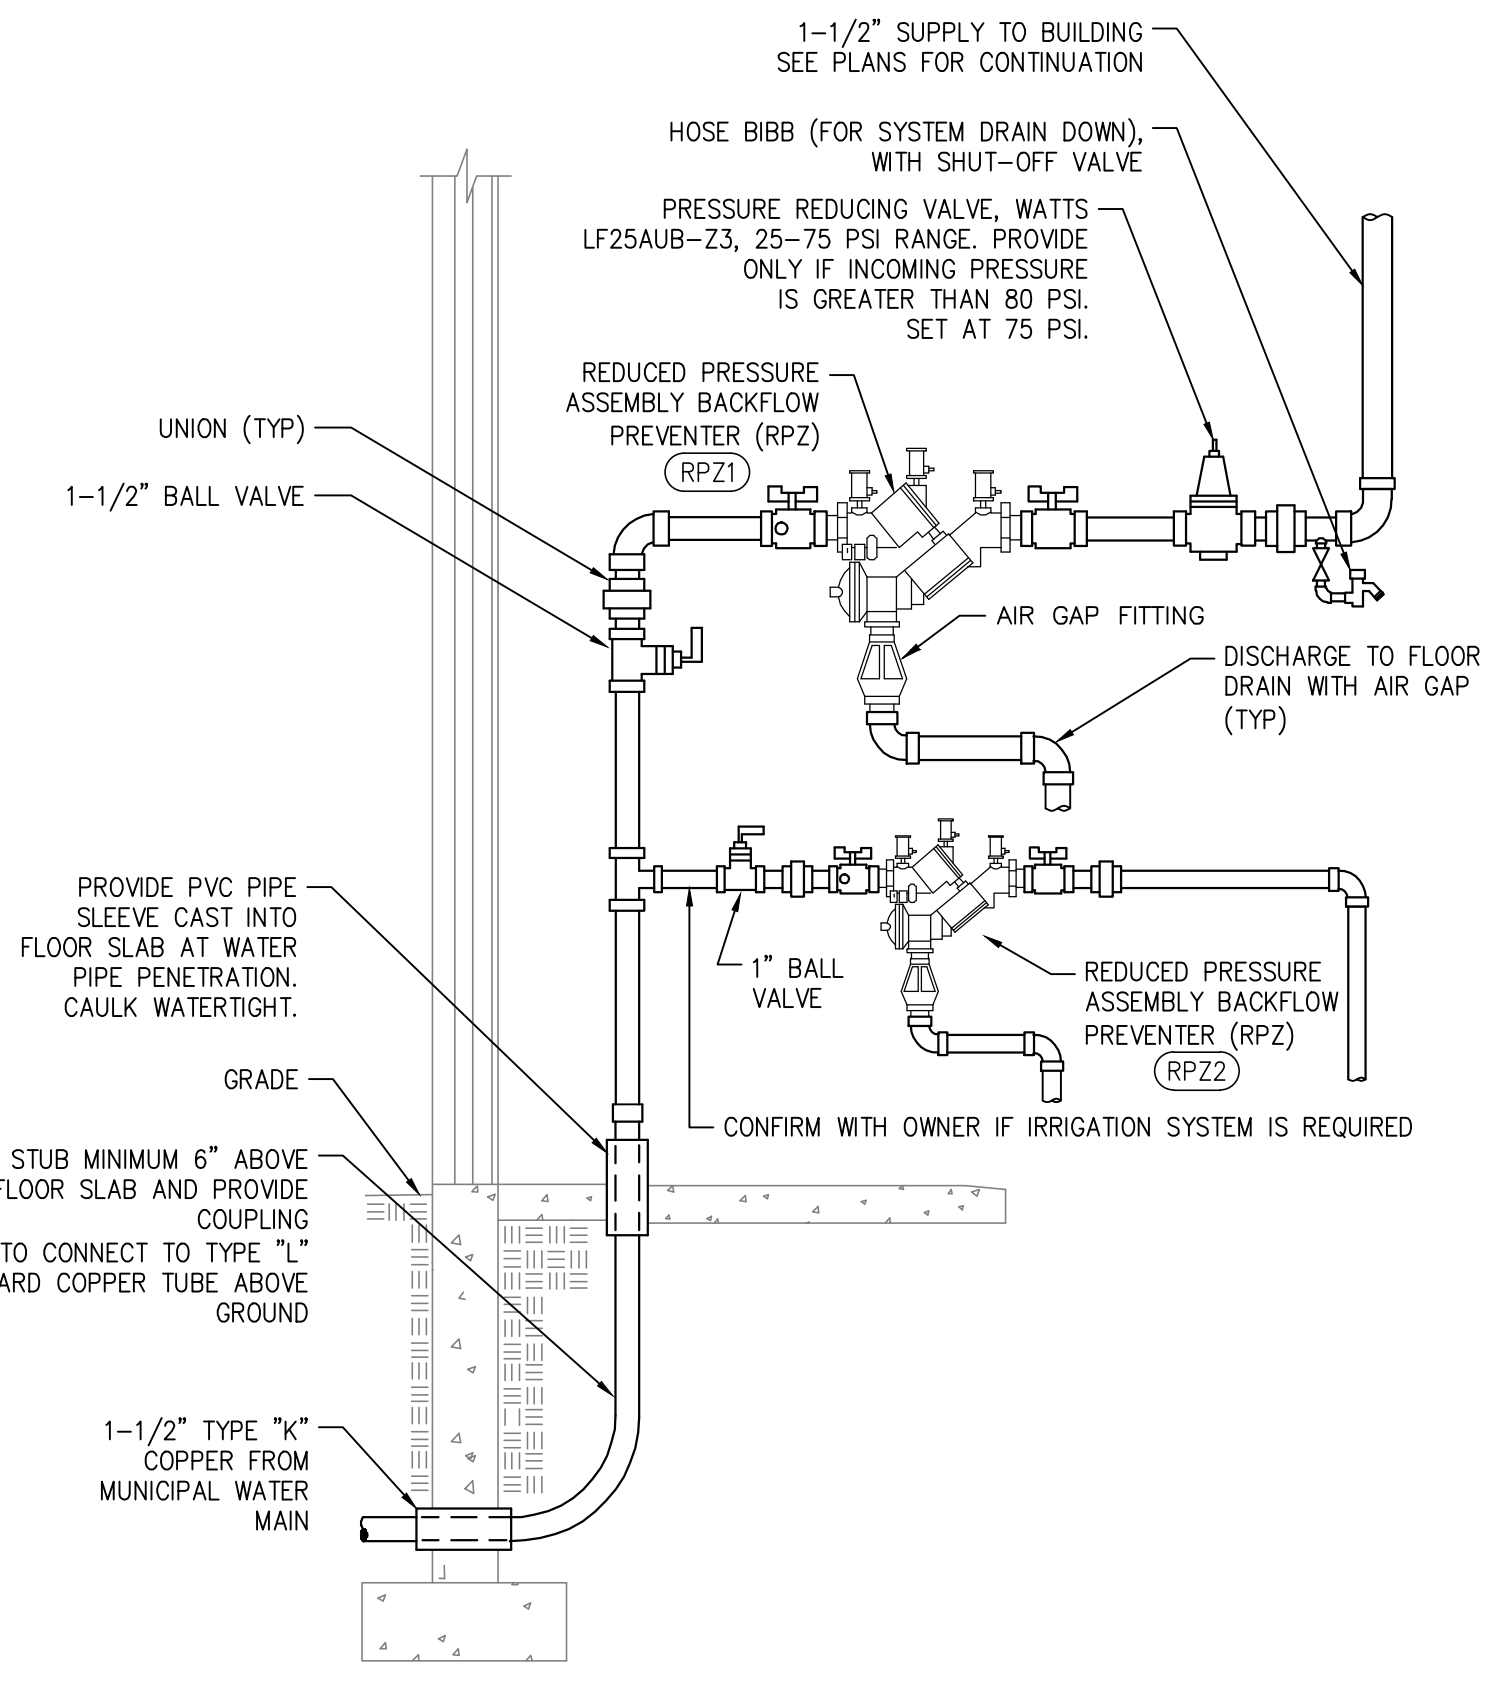 1-1/2" SUPPLY TO BUILDING
SEE PLANS FOR CONTINUATION
HOSE BIBB (FOR SYSTEM DRAIN DOWN),
WITH SHUT-OFF VALVE
PRESSURE REDUCING VALVE, WATTS
LF25AUB-Z3, 25-75 PSI RANGE. PROVIDE
ONLY IF INCOMING PRESSURE
IS GREATER THAN 80 PSI.
SET AT 75 PSI.
REDUCED PRESSURE
ASSEMBLY BACKFLOW
PREVENTER (RPZ)
RPZ1
UNION (TYP)
1-1/2" BALL VALVE
AIR GAP FITTING
DISCHARGE TO FLOOR
DRAIN WITH AIR GAP
(TYP)
PROVIDE PVC PIPE
SLEEVE CAST INTO
FLOOR SLAB AT WATER
PIPE PENETRATION.
CAULK WATERTIGHT.
1" BALL
VALVE
REDUCED PRESSURE
ASSEMBLY BACKFLOW
PREVENTER (RPZ)
RPZ2
GRADE
CONFIRM WITH OWNER IF IRRIGATION SYSTEM IS REQUIRED
STUB MINIMUM 6" ABOVE
FLOOR SLAB AND PROVIDE
COUPLING
TO CONNECT TO TYPE "L"
ARD COPPER TUBE ABOVE
GROUND
1-1/2" TYPE "K"
COPPER FROM
MUNICIPAL WATER
MAIN